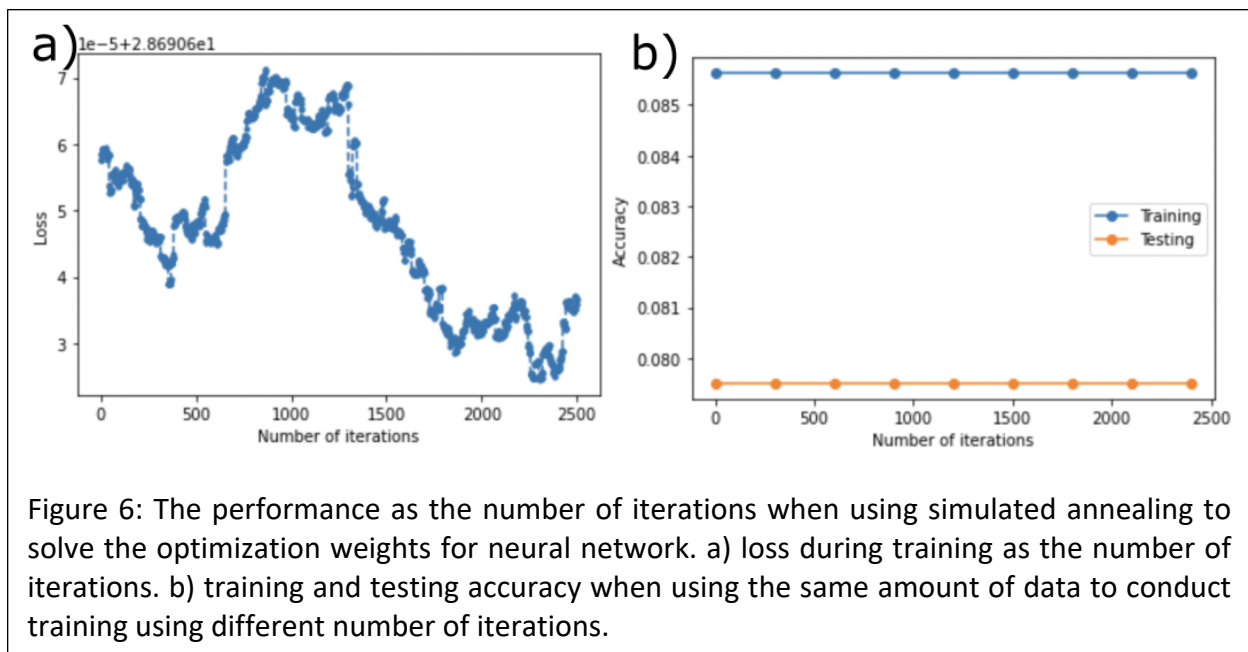 a)
1e−5+2.86906e1
7
6
5
4
3
Loss
0
500
1000
1500
2000
2500
Number of iterations
b)
0.085
0.084
0.083
0.082
0.081
0.080
Accuracy
Training
Testing
0
500
1000
1500
2000
2500
Number of iterations
Figure 6: The performance as the number of iterations when using simulated annealing to
solve the optimization weights for neural network. a) loss during training as the number of
iterations. b) training and testing accuracy when using the same amount of data to conduct
training using different number of iterations.